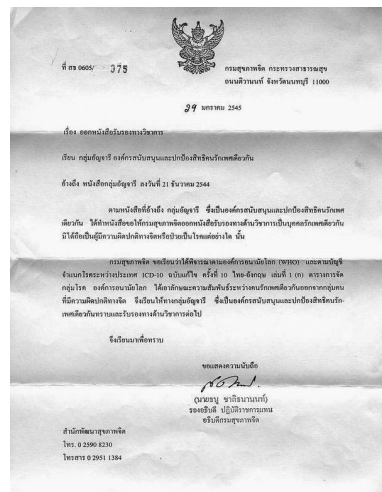 ที่ สธ 0605/ 375
กรมสุขภาพจิต กระทรวงสาธารณสุข
ถนนติวานนท์ จังหวัดนนทบุรี 11000
29 มกราคม 2545
เรื่อง ออกหนังสือรับรองทางวิชาการ
เรียน กลุ่มอัญจารี องค์กรสนับสนุนและปกป้องสิทธิคนรักเพศเดียวกัน
อ้างถึง หนังสือกลุ่มอัญจารี ลงวันที่ 21 ธันวาคม 2544
ตามหนังสือที่อ้างถึง กลุ่มอัญจารี ซึ่งเป็นองค์กรสนับสนุนและปกป้องสิทธิคนรักเพศ
เดียวกัน ได้ทำหนังสือขอให้กรมสุขภาพจิตออกหนังสือรับรองทางด้านวิชาการเป็นบุคคลรักเพศเดียวกัน
มิได้ถือเป็นผู้มีความผิดปกติทางจิตหรือป่วยเป็นโรคแต่อย่างใด นั้น
กรมสุขภาพจิต ขอเรียนว่าได้พิจารณาตามองค์การอนามัยโลก (WHO) และตามบัญชี
จำแนกโรคระหว่างประเทศ ICD-10 ฉบับแก้ไข ครั้งที่ 10 ไทย-อังกฤษ เล่มที่ 1 (ก) ตารางการจัด
กลุ่มโรค องค์การอนามัยโลก ได้เอาลักษณะความสัมพันธ์ระหว่างคนรักเพศเดียวกันออกจากกลุ่มคน
ที่มีความผิดปกติทางจิต จึงเรียนให้ทางกลุ่มอัญจารี ซึ่งเป็นองค์กรสนับสนุนและปกป้องสิทธิคนรัก-
เพศเดียวกันทราบและรับรองทางด้านวิชาการต่อไป
จึงเรียนมาเพื่อทราบ
ขอแสดงความนับถือ
(นายธนู ชาติธนานนท์)
รองอธิบดี ปฏิบัติราชการแทน
อธิบดีกรมสุขภาพจิต
สำนักพัฒนาสุขภาพจิต
โทร. 0 2590 8230
โทรสาร 0 2951 1384